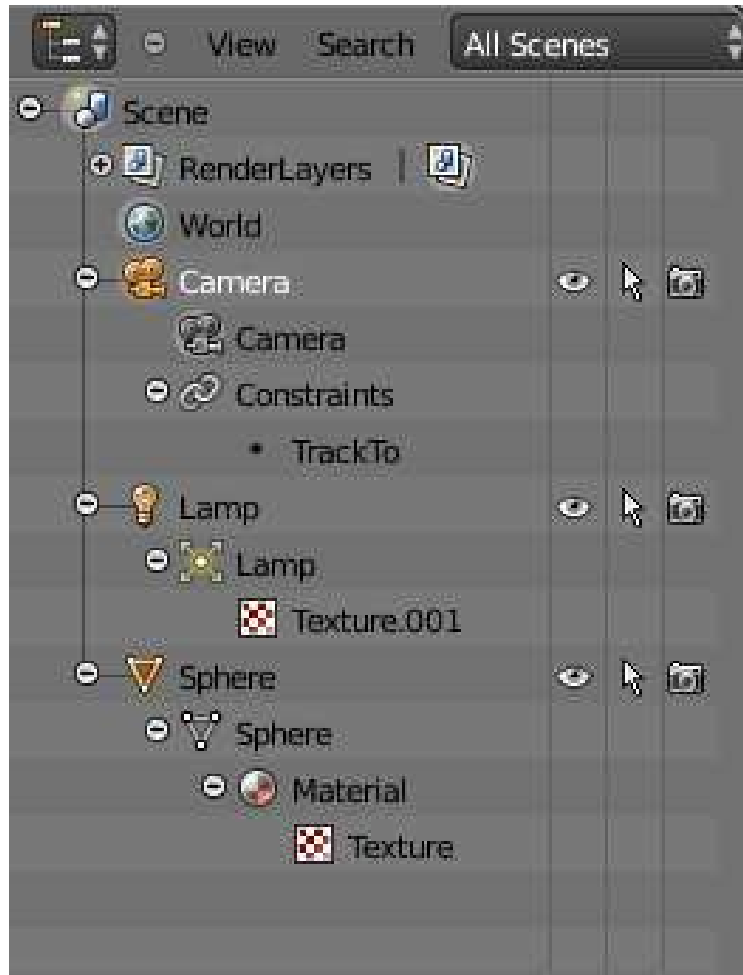 View Search All Scenes
Scene
RenderLayers |
World
Camera
Camera
Constraints
TrackTo
Lamp
Lamp
Texture.001
Sphere
Sphere
Material
Texture